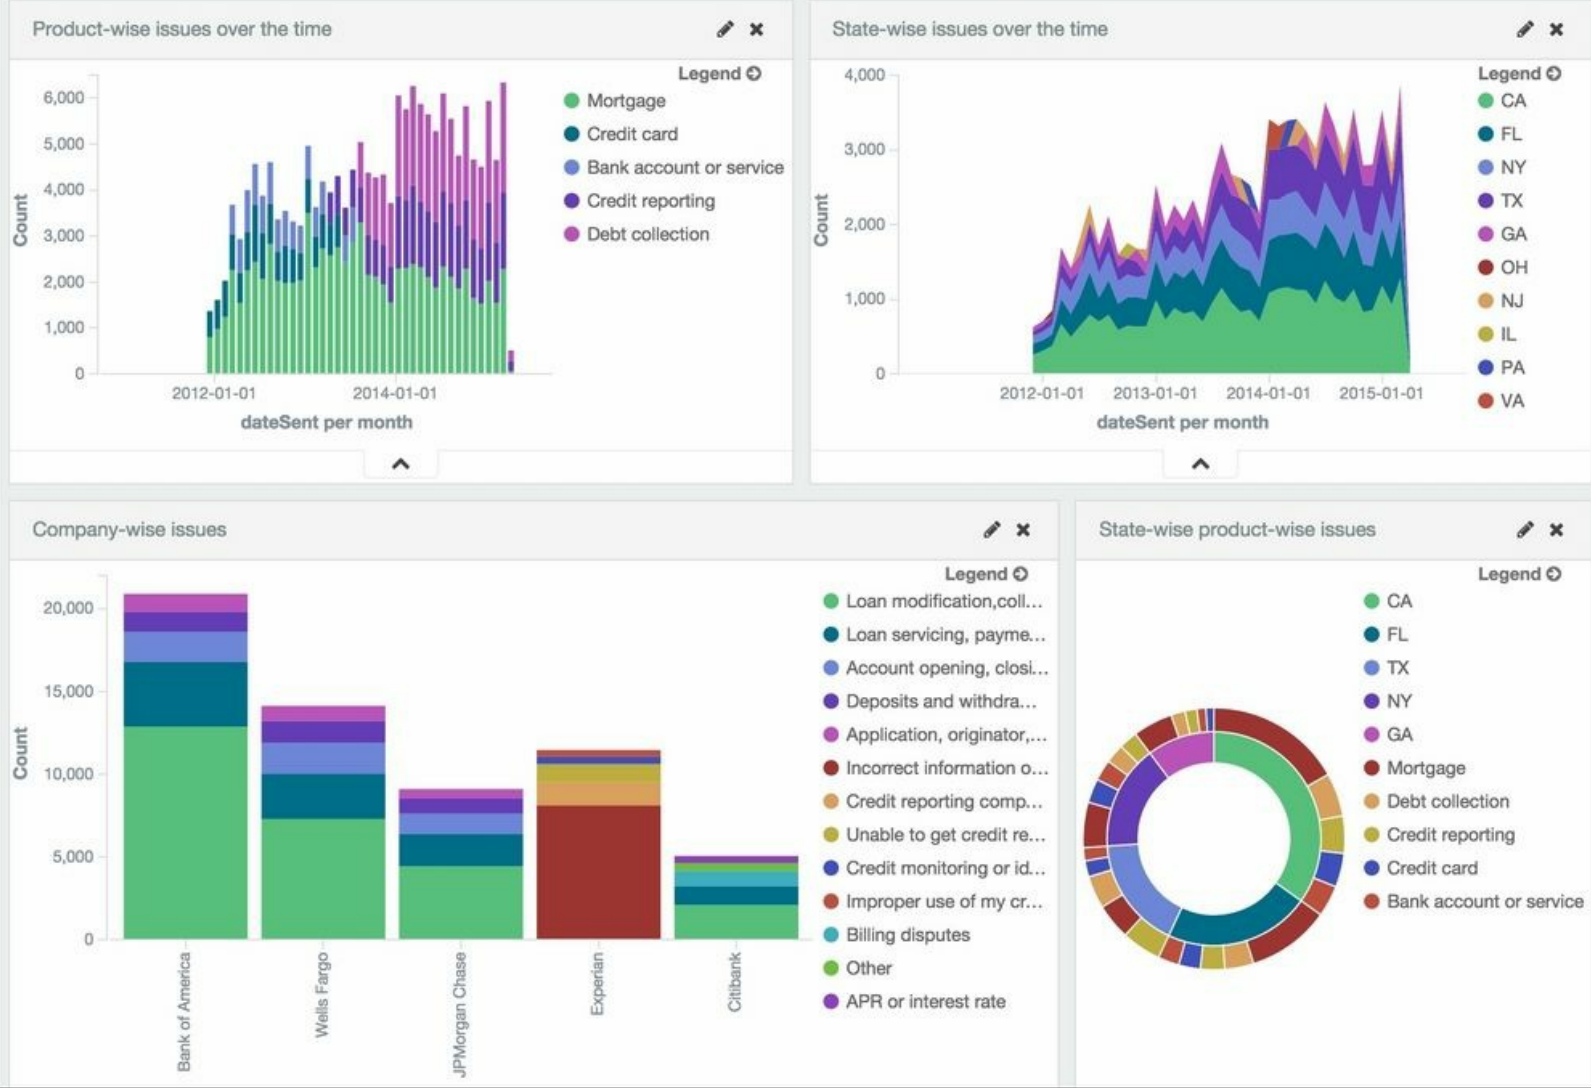 Product-wise issues over the time
Legend
6,000
5,000
4,000
3,000
2,000
1,000
0
Count
2012-01-01
2014-01-01
dateSent per month
Mortgage
Credit card
Bank account or service
Credit reporting
Debt collection
State-wise issues over the time
Legend
4,000
3,000
2,000
1,000
0
Count
2012-01-01
2013-01-01
2014-01-01
2015-01-01
dateSent per month
CA
FL
NY
TX
GA
OH
NJ
IL
PA
VA
Company-wise issues
Legend
20,000
15,000
10,000
5,000
0
Count
Bank of America
Wells Fargo
JPMorgan Chase
Experian
Citibank
Loan modification,coll...
Loan servicing, payme...
Account opening, closi...
Deposits and withdra...
Application, originator,...
Incorrect information o...
Credit reporting comp...
Unable to get credit re...
Credit monitoring or id...
Improper use of my cr...
Billing disputes
Other
APR or interest rate
State-wise product-wise issues
Legend
CA
FL
TX
NY
GA
Mortgage
Debt collection
Credit reporting
Credit card
Bank account or service